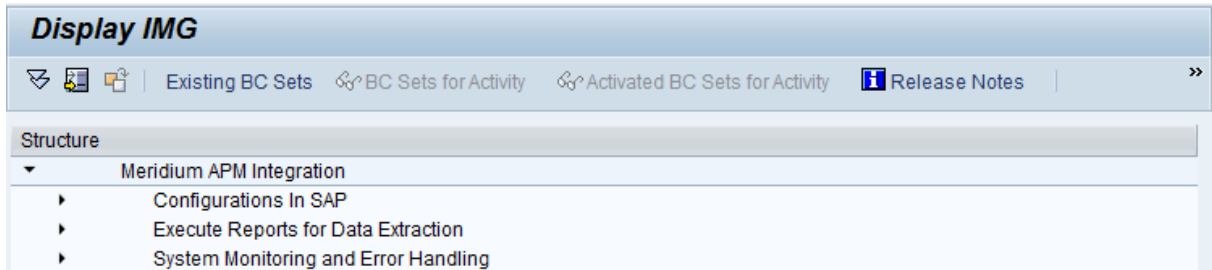 Display IMG
Existing BC Sets BC Sets for Activity Activated BC Sets for Activity Release Notes
Structure
Meridium APM Integration
Configurations In SAP
Execute Reports for Data Extraction
System Monitoring and Error Handling